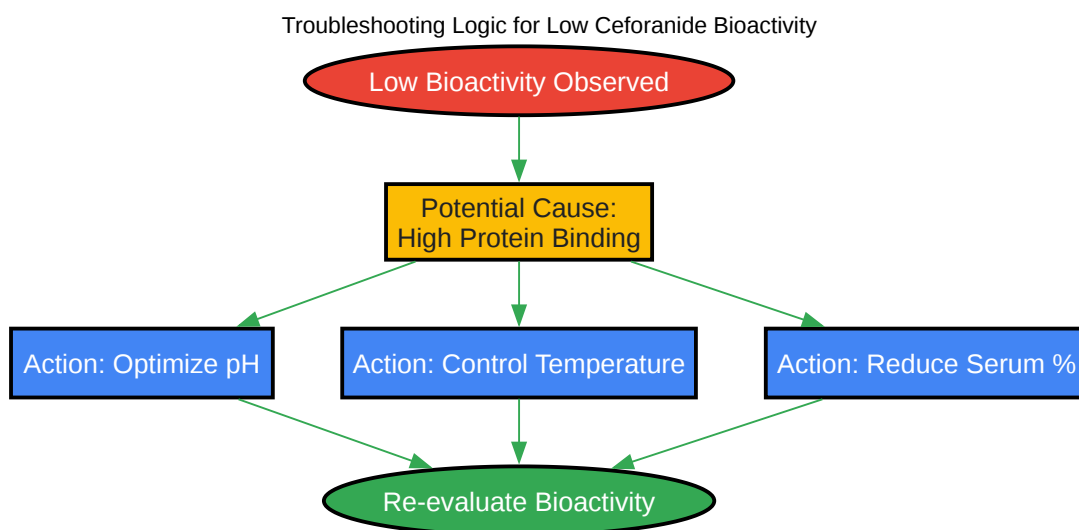 Troubleshooting Logic for Low Ceforanide Bioactivity
Low Bioactivity Observed
Potential Cause:
High Protein Binding
Action: Optimize pH
Action: Control Temperature
Action: Reduce Serum %
Re-evaluate Bioactivity